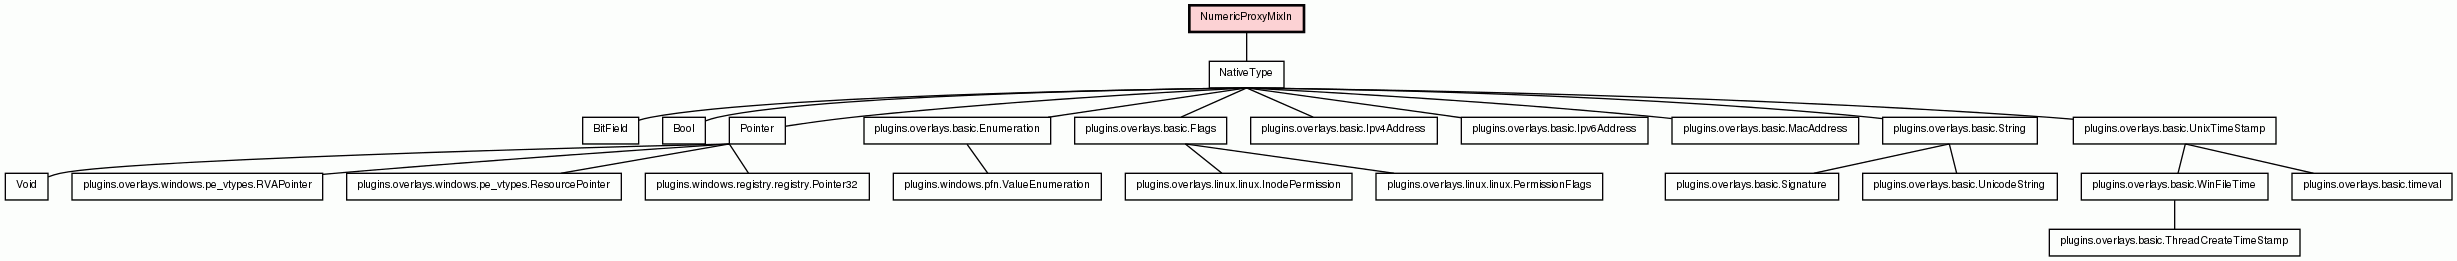 NumericProxyMixIn
NativeType
BitField
Bool
Pointer
plugins.overlays.basic.Enumeration
plugins.overlays.basic.Flags
plugins.overlays.basic.Ipv4Address
plugins.overlays.basic.Ipv6Address
plugins.overlays.basic.MacAddress
plugins.overlays.basic.String
plugins.overlays.basic.UnixTimeStamp
Void
plugins.overlays.windows.pe_vtypes.RVAPointer
plugins.overlays.windows.pe_vtypes.ResourcePointer
plugins.windows.registry.registry.Pointer32
plugins.windows.pfn.ValueEnumeration
plugins.overlays.linux.linux.InodePermission
plugins.overlays.linux.linux.PermissionFlags
plugins.overlays.basic.Signature
plugins.overlays.basic.UnicodeString
plugins.overlays.basic.WinFileTime
plugins.overlays.basic.timeval
plugins.overlays.basic.ThreadCreateTimeStamp